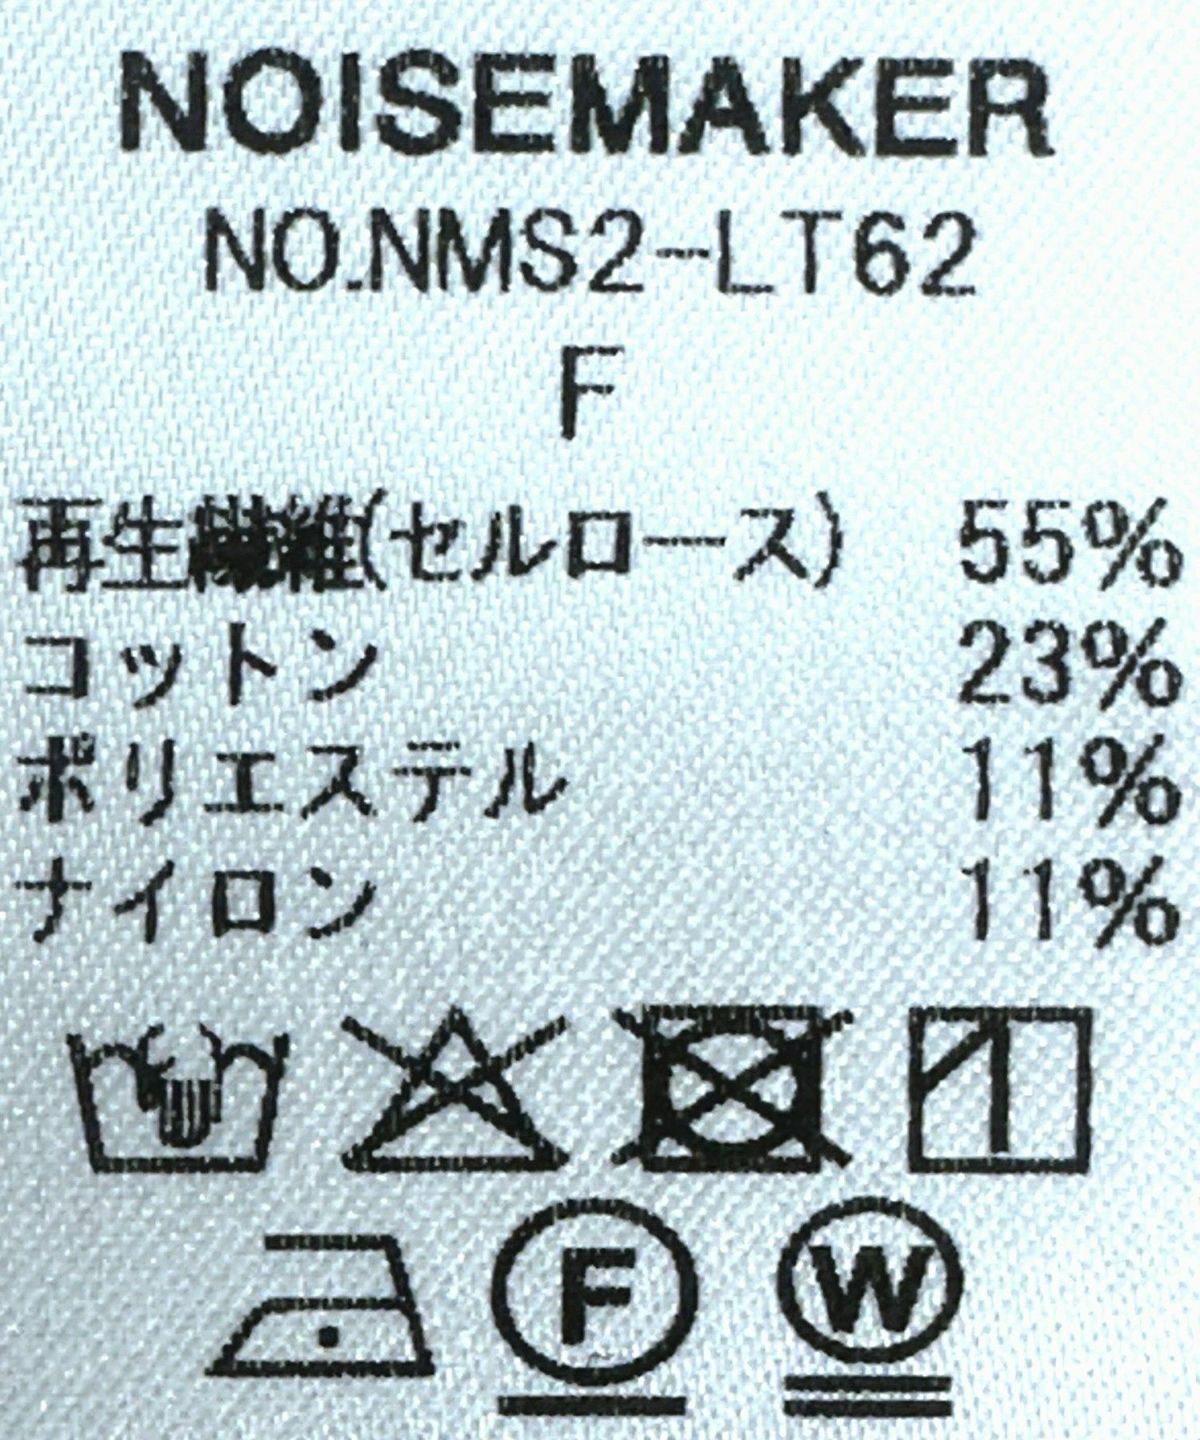 NOISEMAKER
NO.NMS2-LT62
F
再生繊維(セルロース) 55%
コットン 23%
ポリエステル 11%
ナイロン 11%
F W